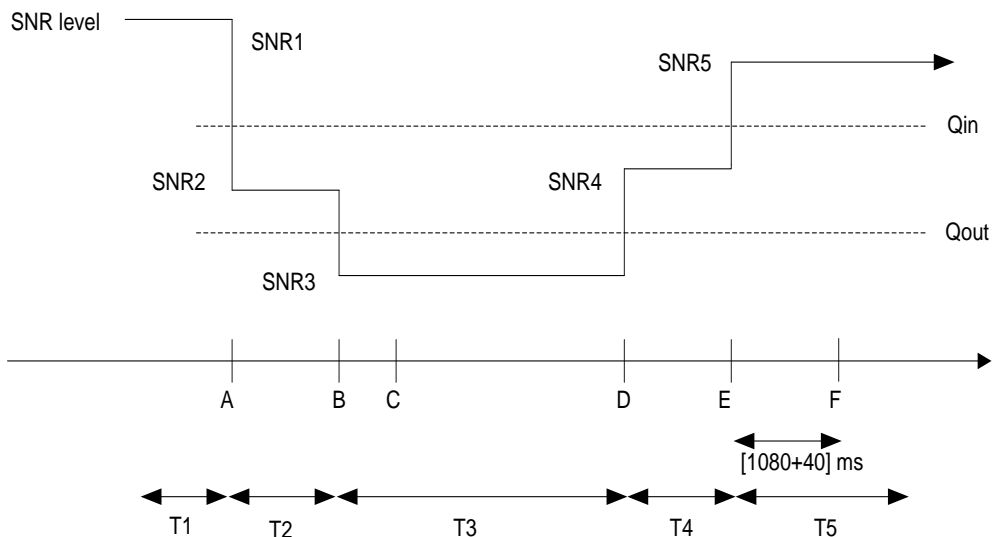 SNR level
SNR1
SNR5
Qin
SNR2
SNR4
Qout
SNR3
A
B
C
D
E
F
[1080+40] ms
T1
T2
T3
T4
T5